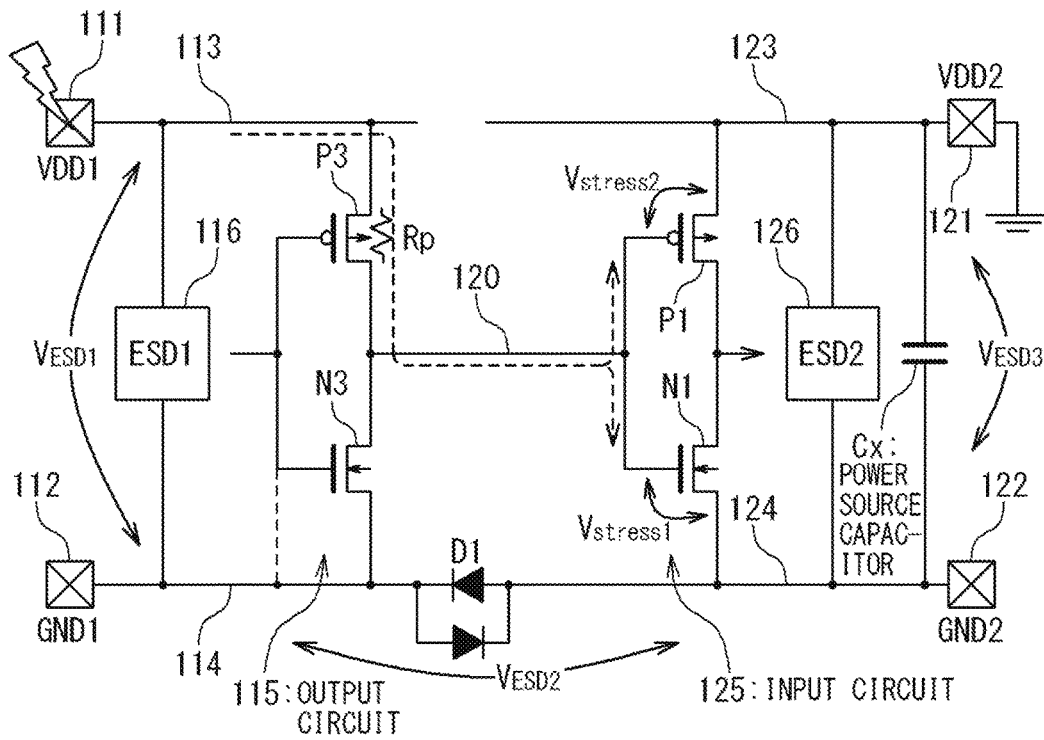 111
113
123
VDD2
VDD1
P3
Vstress2
121
116
Rp
126
120
P1
VESD1
ESD1
ESD2
VESD3
N3
N1
Cx:
POWER
SOURCE
CAPAC-
ITOR
112
Vstress1
124
122
D1
GND1
GND2
114
VESD2
115:OUTPUT
CIRCUIT
125:INPUT CIRCUIT